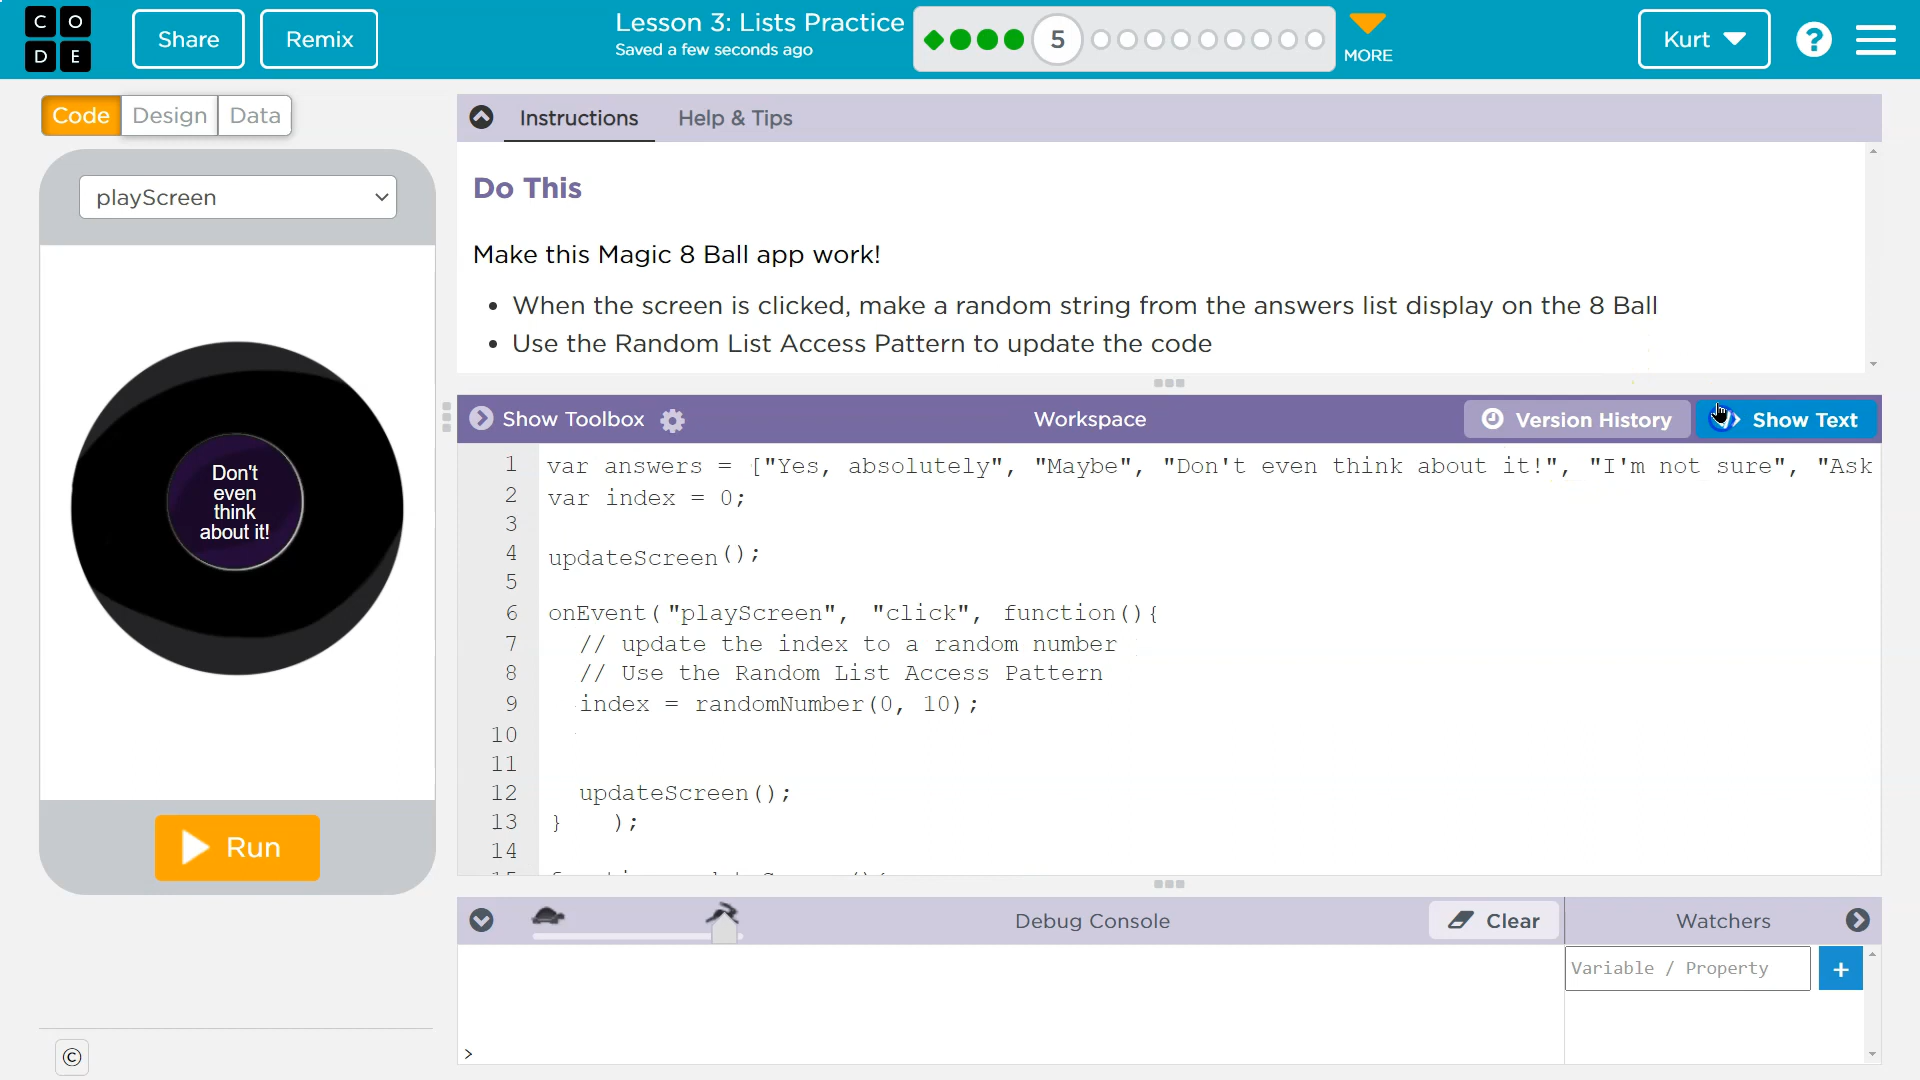 CO
DE
Share
Remix
Lesson 3: Lists Practice
Saved a few seconds ago
5
MORE
Kurt
?
Code
Design
Data
playScreen
Don't
even
think
about it!
Run
©
Instructions
Help & Tips
Do This
Make this Magic 8 Ball app work!
• When the screen is clicked, make a random string from the answers list display on the 8 Ball
• Use the Random List Access Pattern to update the code
Show Toolbox
Workspace
Version History
Show Text
1 var answers = ["Yes, absolutely", "Maybe", "Don't even think about it!", "I'm not sure", "Ask
2 var index = 0;
3
4 updateScreen();
5
6 onEvent("playScreen", "click", function(){
7 // update the index to a random number
8 // Use the Random List Access Pattern
9 index = randomNumber(0, 10);
10
11
12 updateScreen();
13 } );
14
Debug Console
Clear
Watchers
Variable / Property
+
>